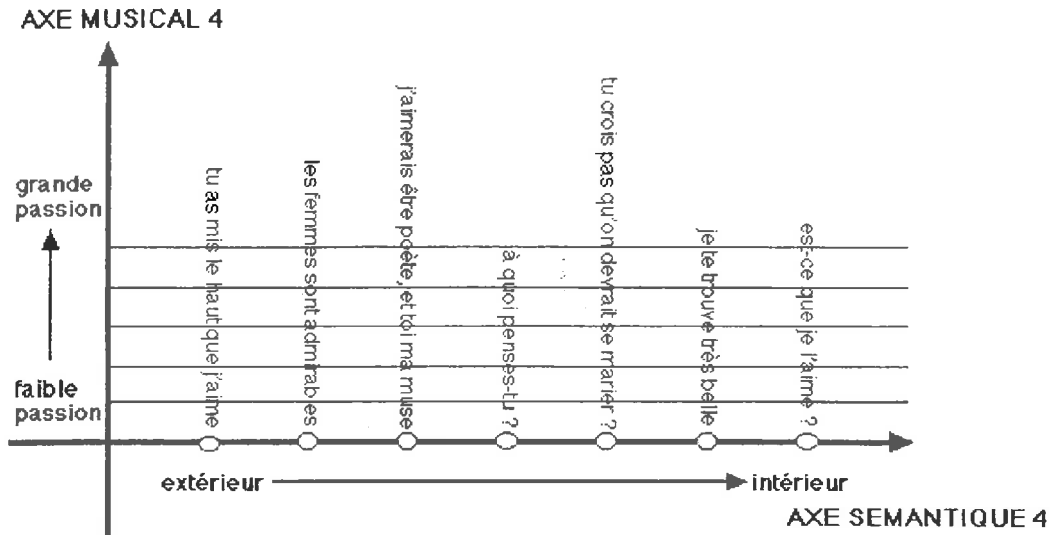 AXE MUSICAL 4
grande
passion
faible
passion
tu as mis le haut que j'aime
les femmes sont admirables
j'aimerais être poète, et toi ma muse
à quoi penses-tu ?
tu crois pas qu'on devrait se marier ?
je te trouve très belle
est-ce que je l'aime ?
extérieur
intérieur
AXE SEMANTIQUE 4